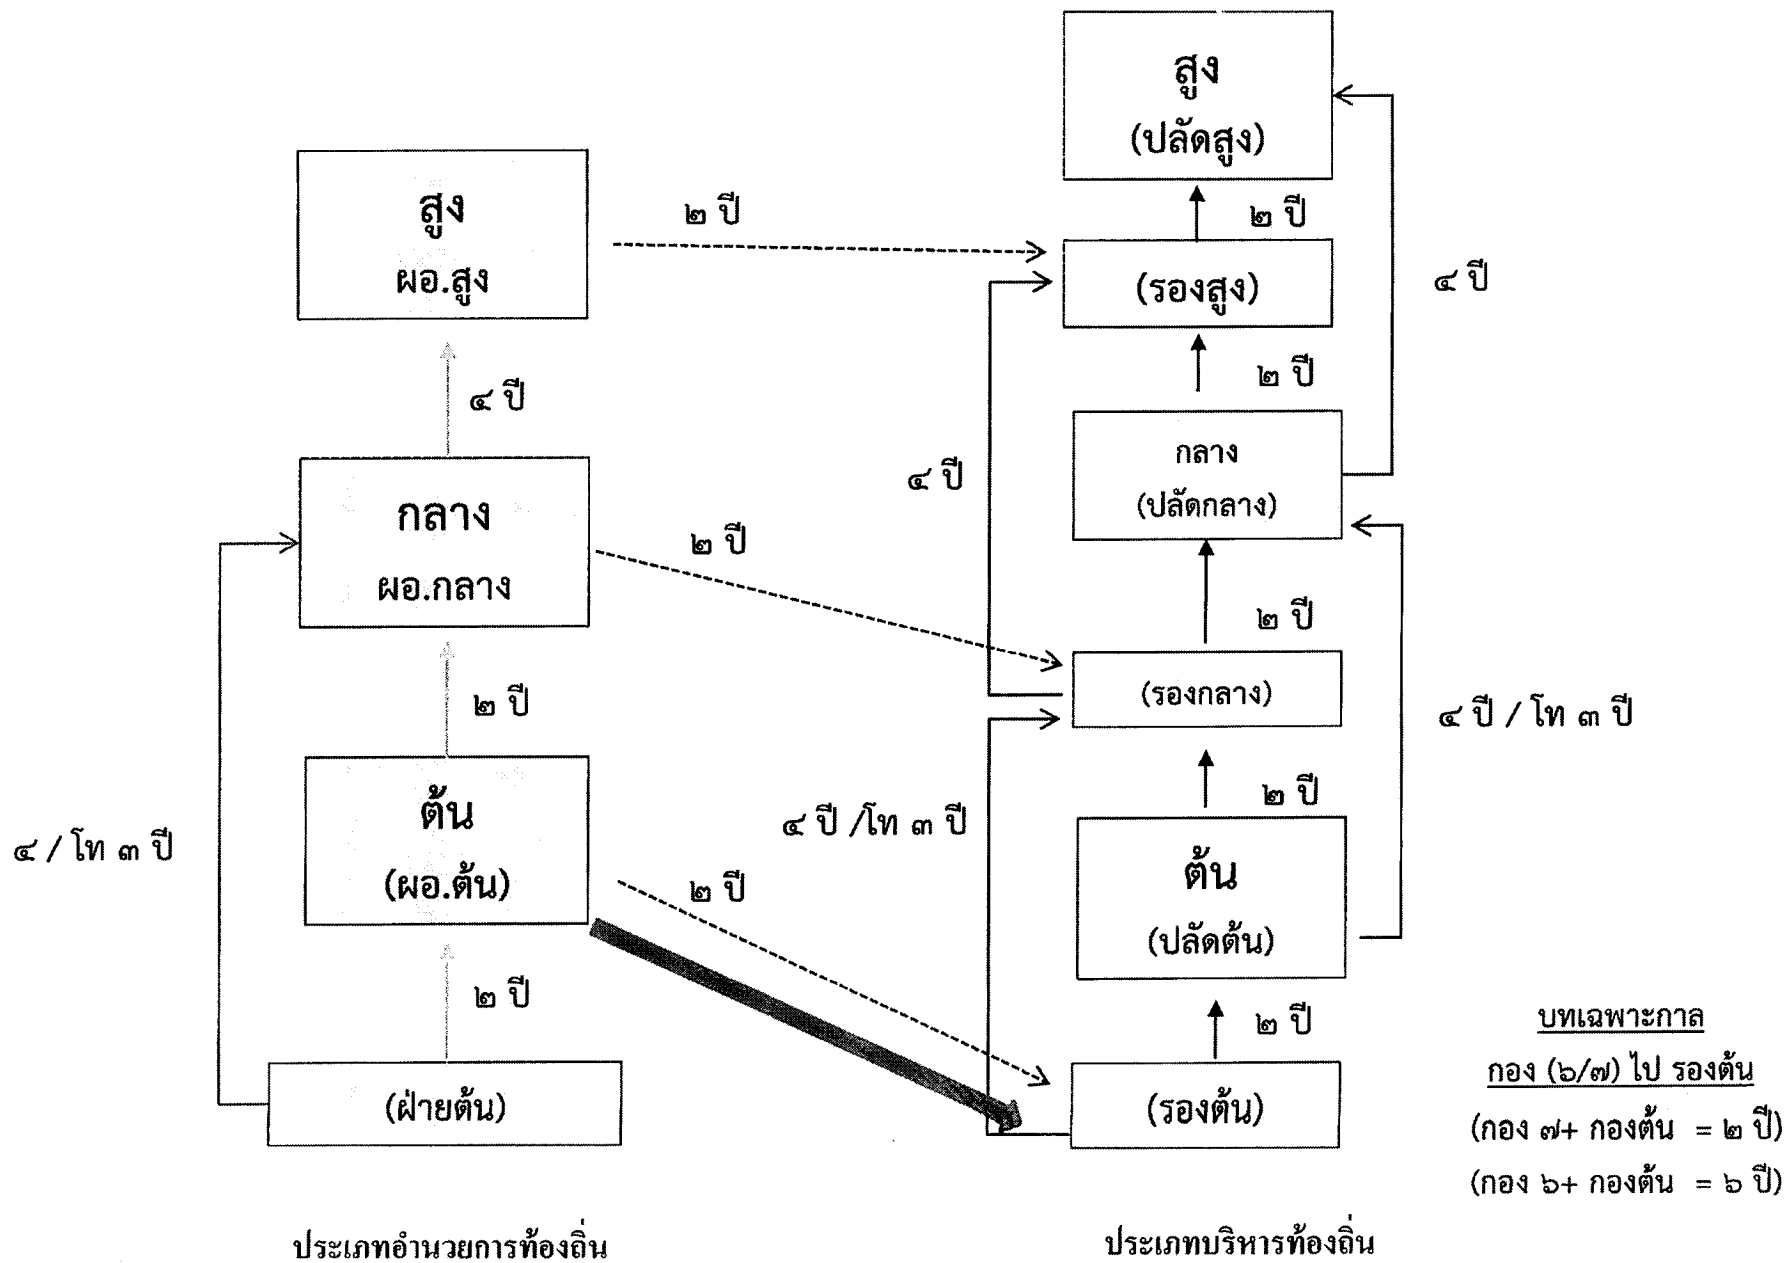 สูง
(ปลัดสูง)
สูง
ผอ.สูง
๒ ปี
๒ ปี
(รองสูง)
๔ ปี
๒ ปี
๔ ปี
กลาง
(ปลัดกลาง)
๔ ปี
กลาง
ผอ.กลาง
๒ ปี
๒ ปี
(รองกลาง)
๒ ปี
๔ ปี / โท ๓ ปี
๒ ปี
ต้น
(ผอ.ต้น)
๔ ปี /โท ๓ ปี
๔ / โท ๓ ปี
๒ ปี
ต้น
(ปลัดต้น)
๒ ปี
๒ ปี
(ฝ่ายต้น)
(รองต้น)
บทเฉพาะกาล
กอง (๖/๗) ไป รองต้น
(กอง ๗+ กองต้น = ๒ ปี)
(กอง ๖+ กองต้น = ๖ ปี)
ประเภทอำนวยการท้องถิ่น
ประเภทบริหารท้องถิ่น